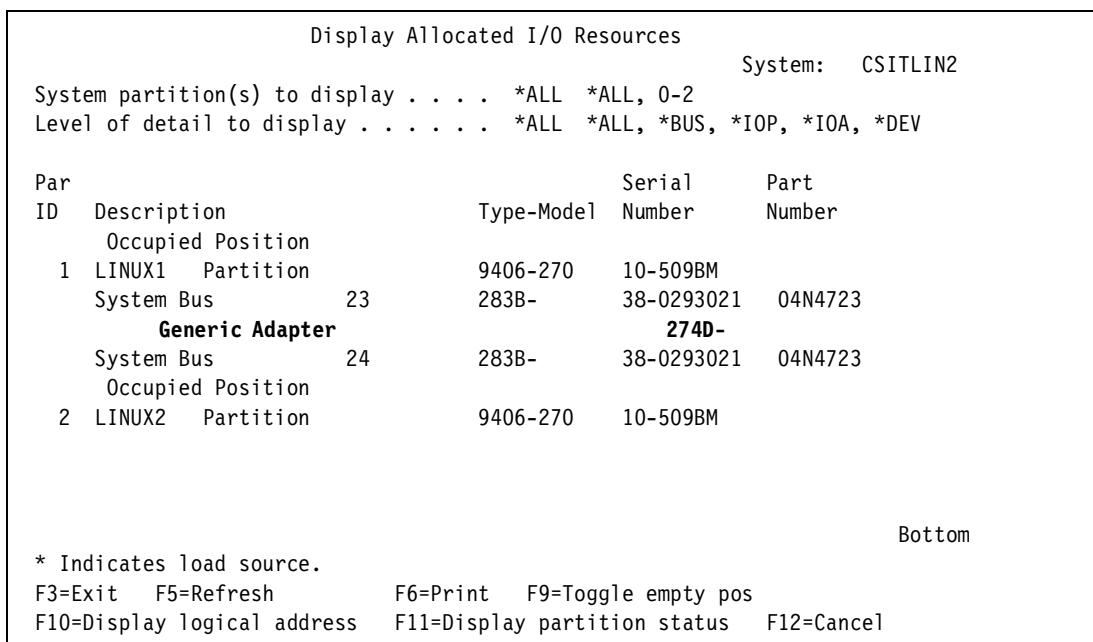 Display Allocated I/O Resources
System: CSITLIN2
System partition(s) to display . . . . *ALL *ALL, 0-2
Level of detail to display . . . . . . *ALL *ALL, *BUS, *IOP, *IOA, *DEV
Par Serial Part
ID Description Type-Model Number Number
Occupied Position
1 LINUX1 Partition 9406-270 10-509BM
System Bus 23 283B- 38-0293021 04N4723
Generic Adapter 274D-
System Bus 24 283B- 38-0293021 04N4723
Occupied Position
2 LINUX2 Partition 9406-270 10-509BM
Bottom
* Indicates load source.
F3=Exit F5=Refresh F6=Print F9=Toggle empty pos
F10=Display logical address F11=Display partition status F12=Cancel